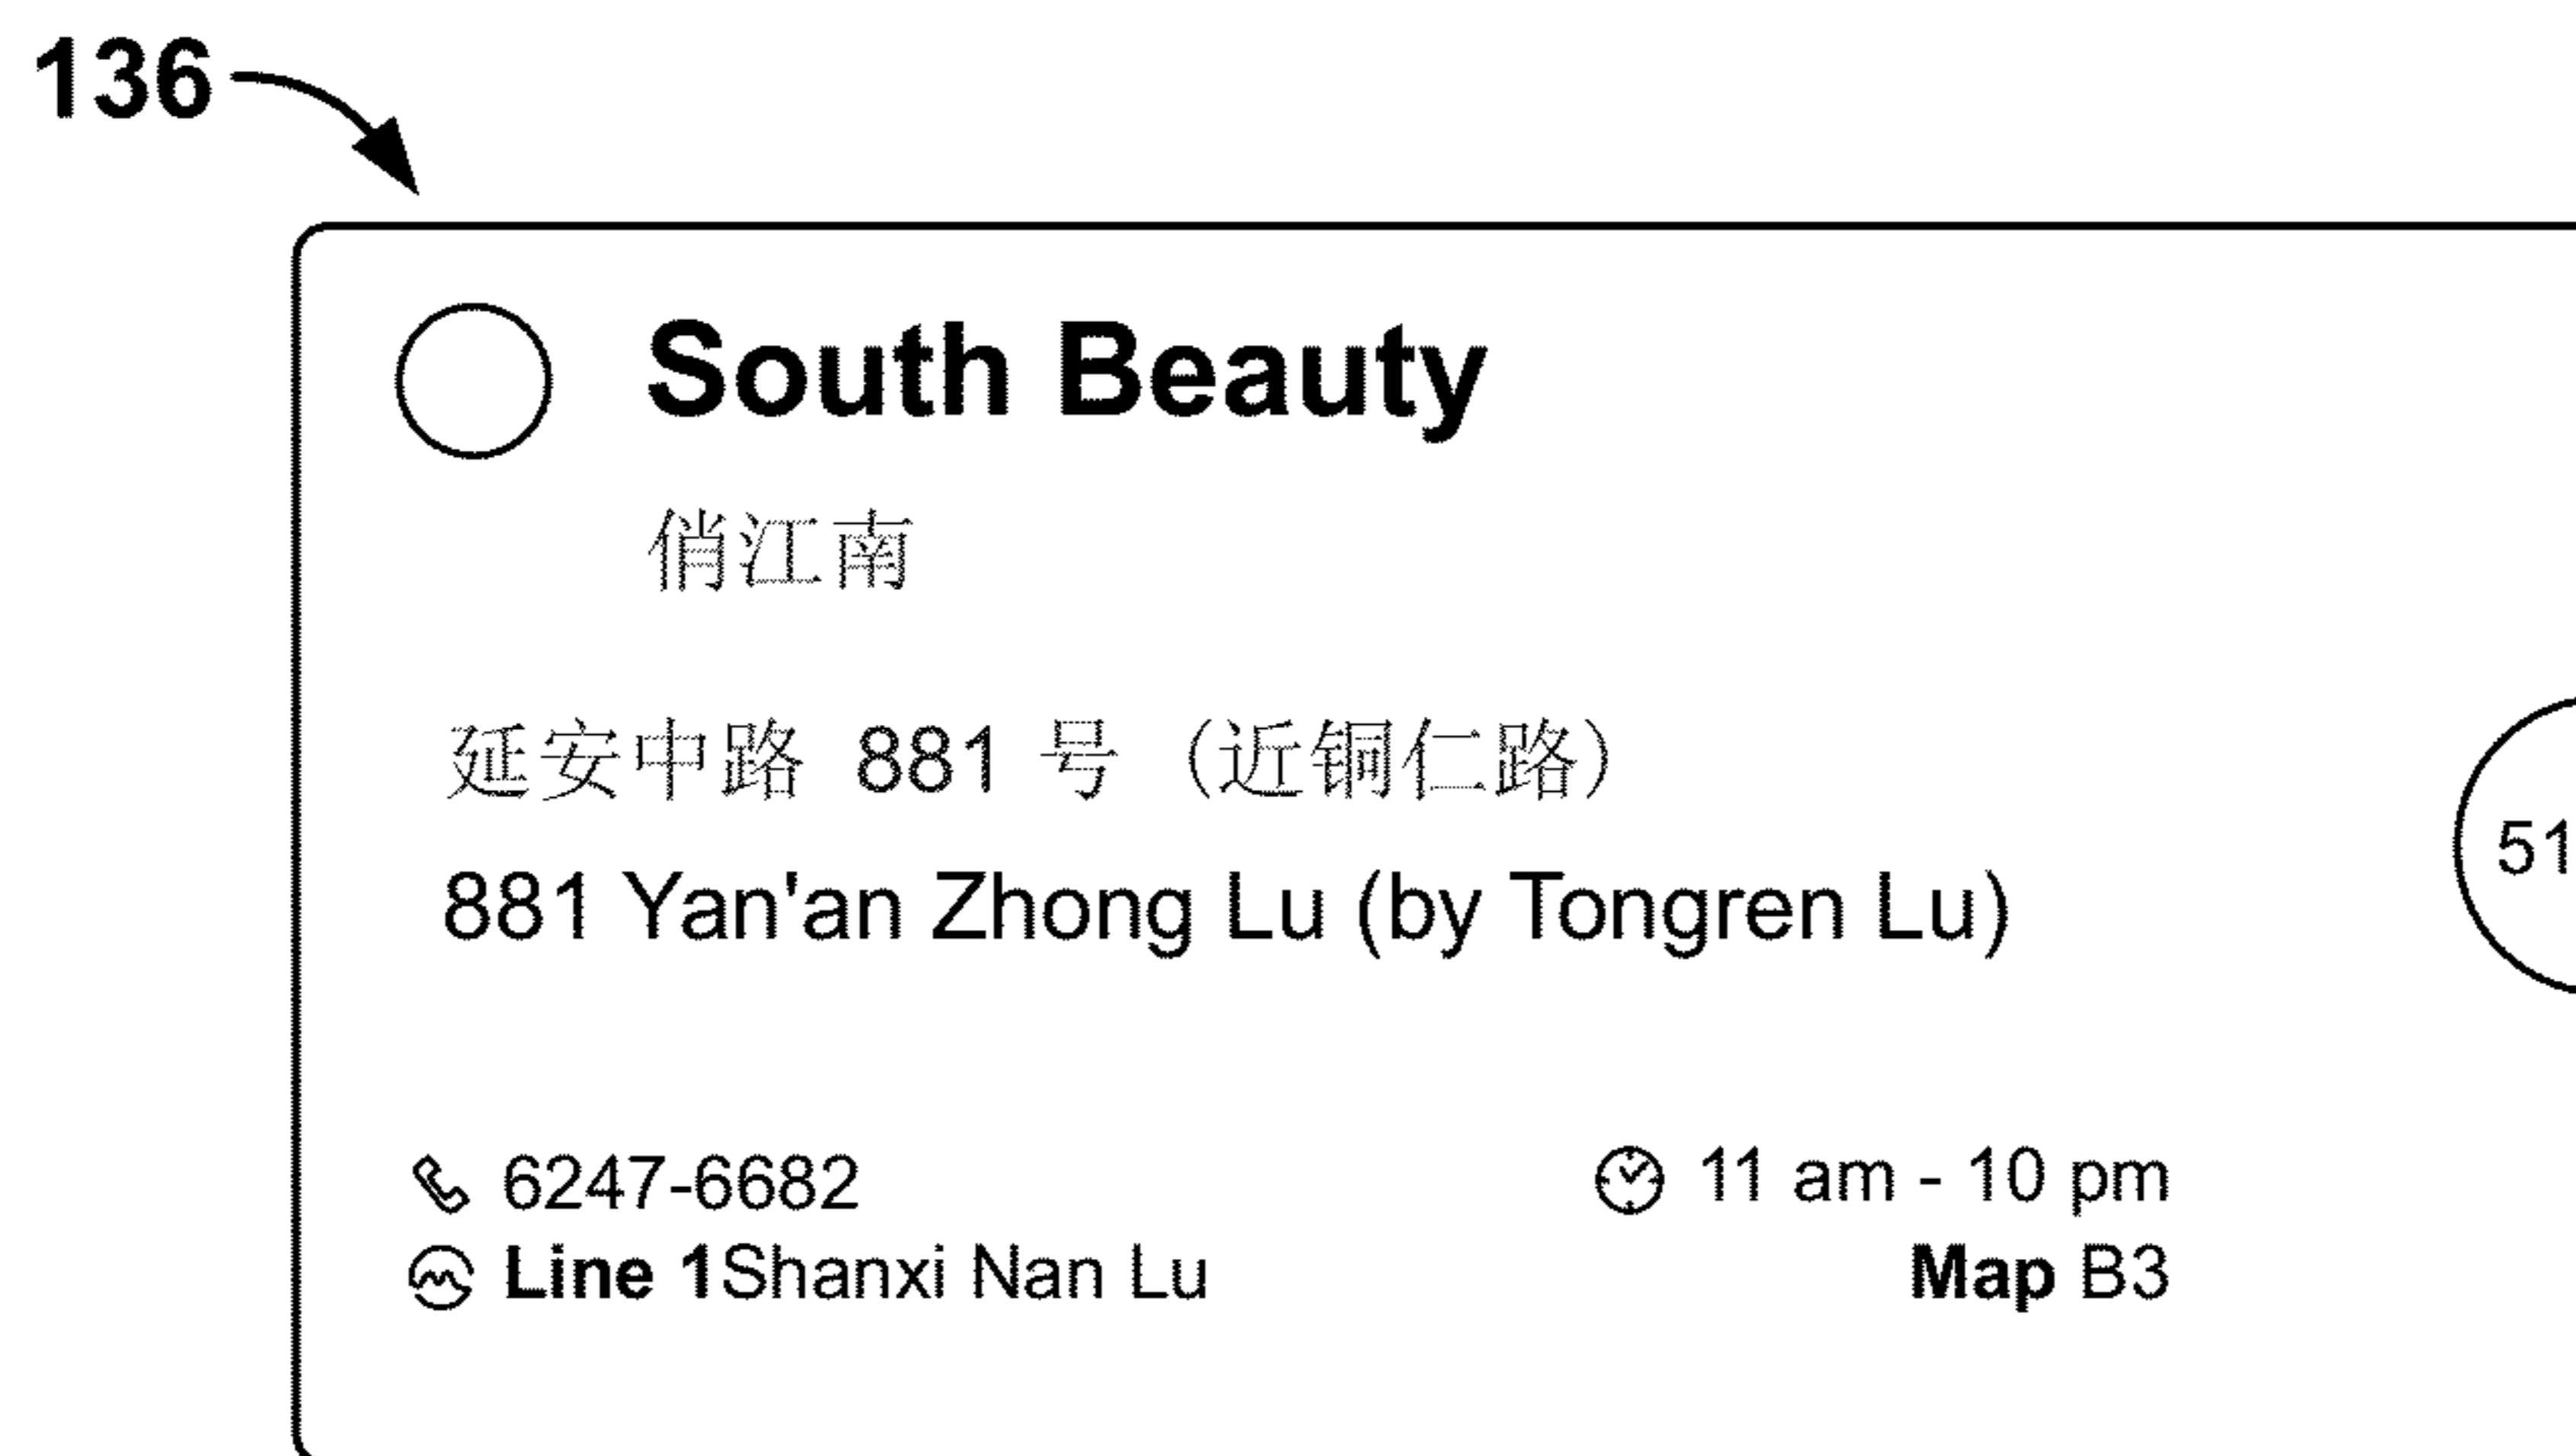 136
South Beauty
俏江南
延安中路 881 号 (近铜仁路)
881 Yan'an Zhong Lu (by Tongren Lu)
51
6247-6682
11 am - 10 pm
Line 1Shanxi Nan Lu
Map B3